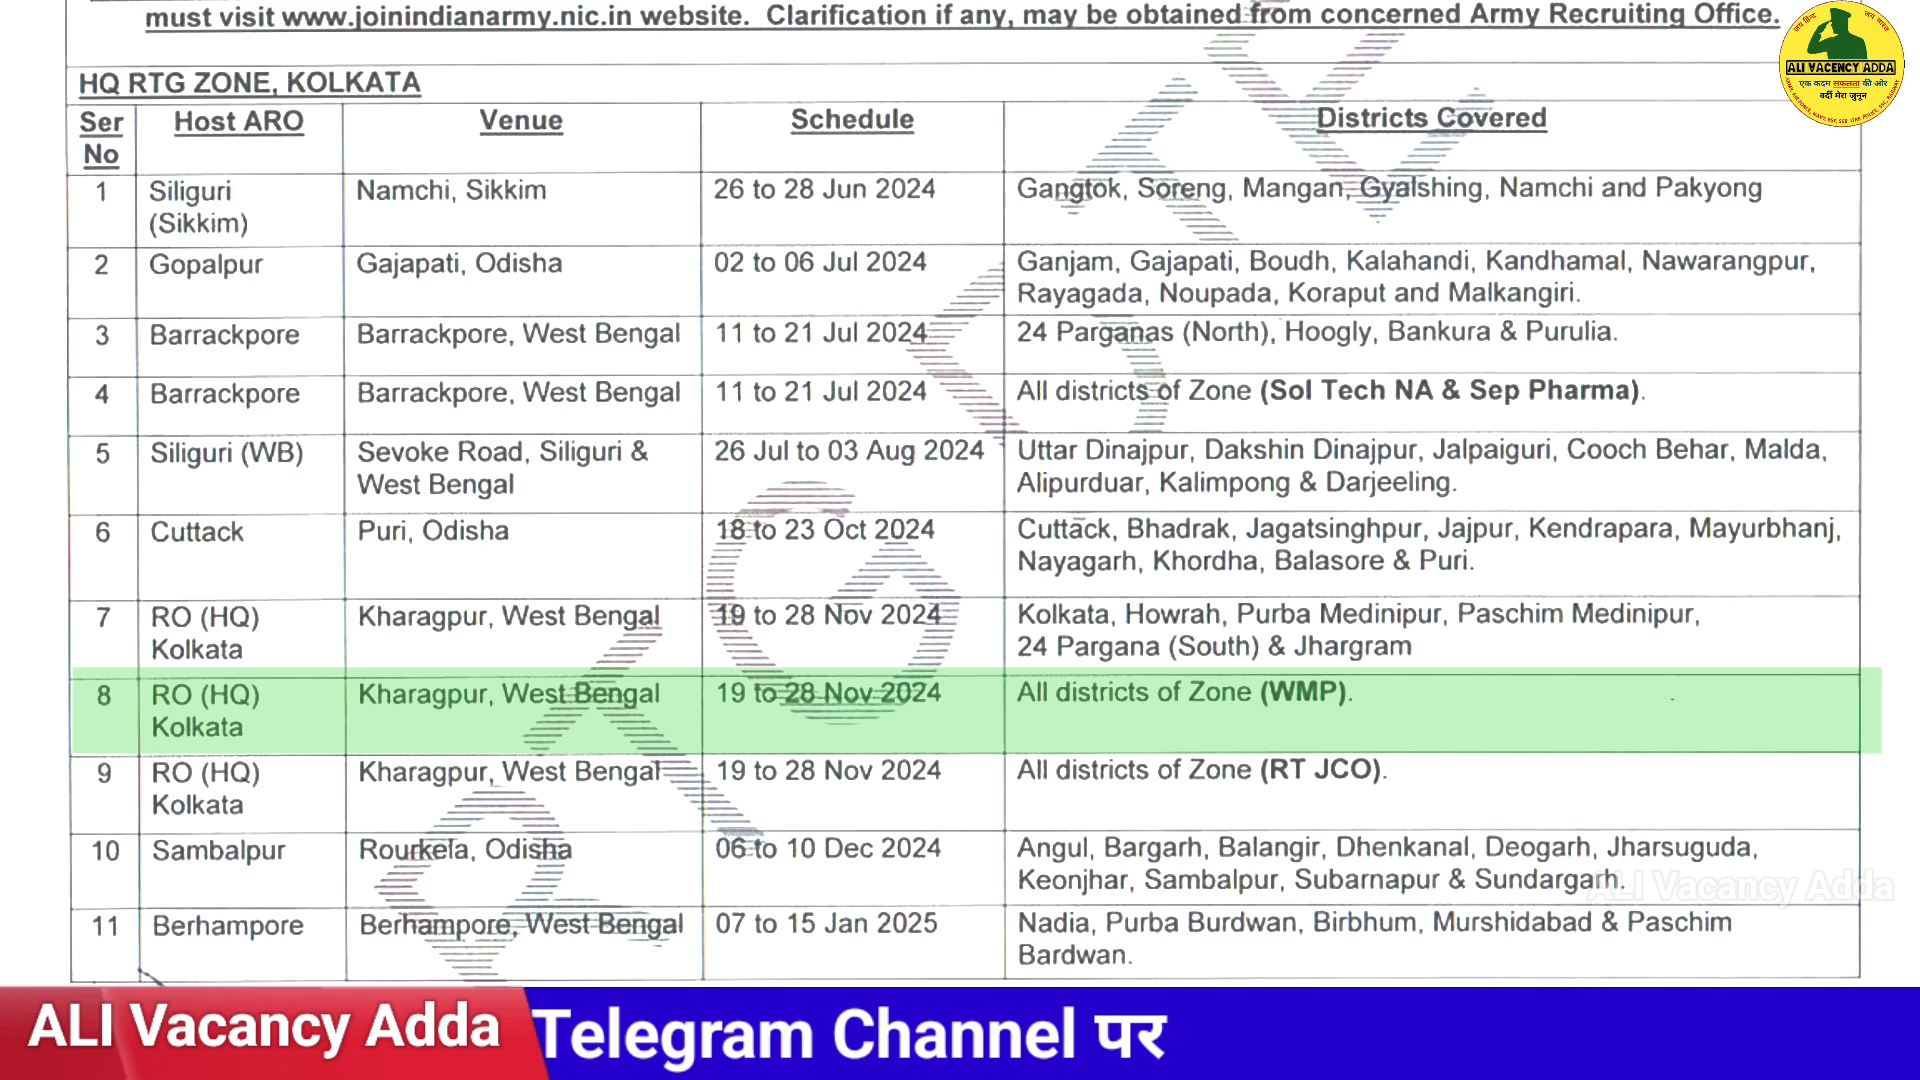 must visit www.joinindianarmy.nic.in website. Clarification if any, may be obtained from concerned Army Recruiting Office.
HQ RTG ZONE, KOLKATA
Ser No Host ARO Venue Schedule Districts Covered
1 Siliguri (Sikkim) Namchi, Sikkim 26 to 28 Jun 2024 Gangtok, Soreng, Mangan, Gyalshing, Namchi and Pakyong
2 Gopalpur Gajapati, Odisha 02 to 06 Jul 2024 Ganjam, Gajapati, Boudh, Kalahandi, Kandhamal, Nawarangpur,
Rayagada, Noupada, Koraput and Malkangiri.
3 Barrackpore Barrackpore, West Bengal 11 to 21 Jul 2024 24 Parganas (North), Hoogly, Bankura & Purulia.
4 Barrackpore Barrackpore, West Bengal 11 to 21 Jul 2024 All districts of Zone (Sol Tech NA & Sep Pharma).
5 Siliguri (WB) Sevoke Road, Siliguri & West Bengal 26 Jul to 03 Aug 2024 Uttar Dinajpur, Dakshin Dinajpur, Jalpaiguri, Cooch Behar, Malda,
Alipurduar, Kalimpong & Darjeeling.
6 Cuttack Puri, Odisha 18 to 23 Oct 2024 Cuttack, Bhadrak, Jagatsinghpur, Jajpur, Kendrapara, Mayurbhanj,
Nayagarh, Khordha, Balasore & Puri.
7 RO (HQ) Kolkata Kharagpur, West Bengal 19 to 28 Nov 2024 Kolkata, Howrah, Purba Medinipur, Paschim Medinipur,
24 Pargana (South) & Jhargram
8 RO (HQ) Kolkata Kharagpur, West Bengal 19 to 28 Nov 2024 All districts of Zone (WMP).
9 RO (HQ) Kolkata Kharagpur, West Bengal 19 to 28 Nov 2024 All districts of Zone (RT JCO).
10 Sambalpur Rourkela, Odisha 06 to 10 Dec 2024 Angul, Bargarh, Balangir, Dhenkanal, Deogarh, Jharsuguda,
Keonjhar, Sambalpur, Subarnapur & Sundargarh.
11 Berhampore Berhampore, West Bengal 07 to 15 Jan 2025 Nadia, Purba Burdwan, Birbhum, Murshidabad & Paschim
Bardwan.
जय हिन्द जय भारत
ALI VACENCY ADDA
एक कदम सफलता की ओर
वर्दी मेरा जुनून
ALI Vacancy Adda
ALI Vacancy Adda
Telegram Channel पर